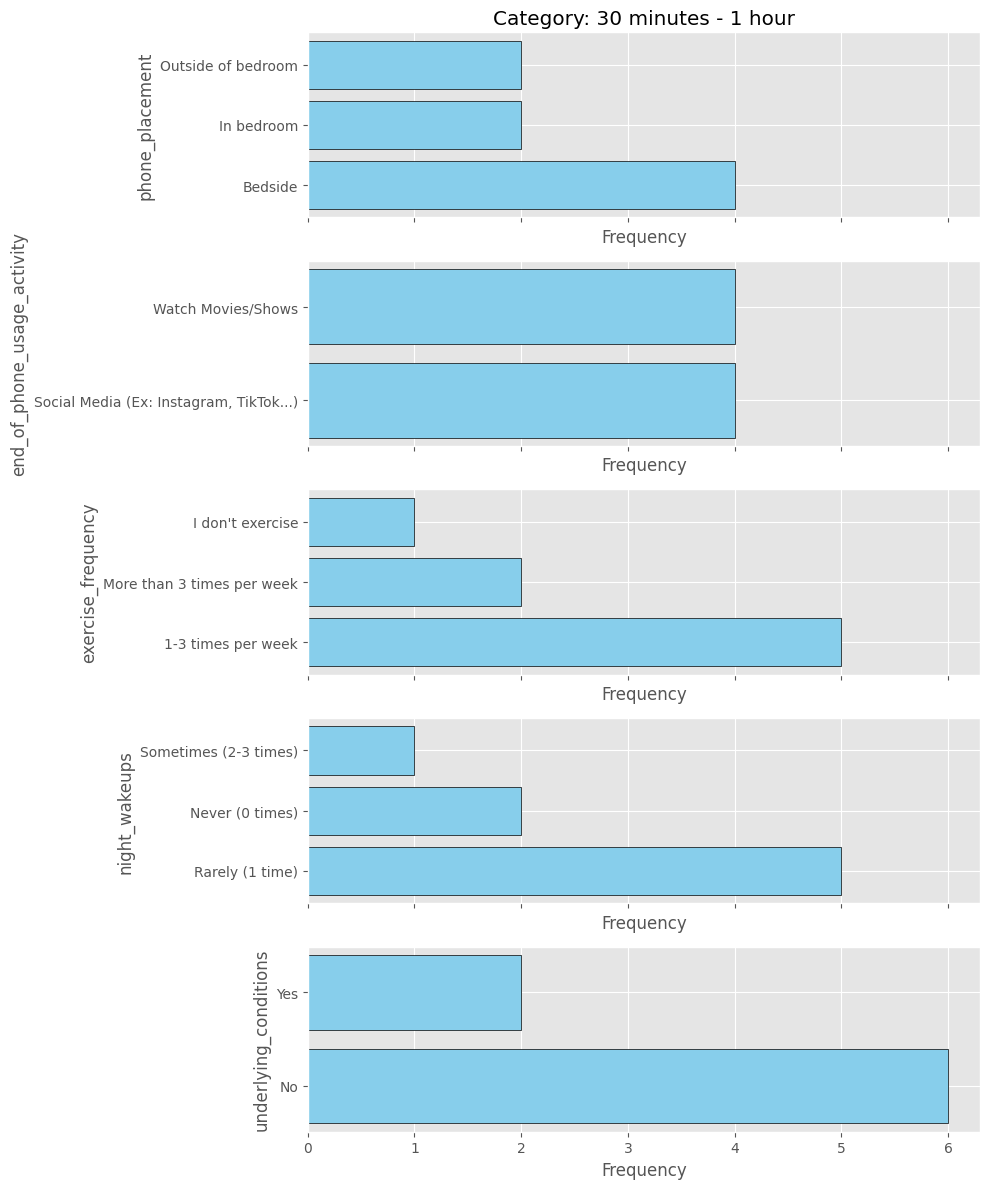 Category: 30 minutes - 1 hour
phone_placement
Outside of bedroom
In bedroom
Bedside
Frequency
end_of_phone_usage_activity
Watch Movies/Shows
Social Media (Ex: Instagram, TikTok...)
Frequency
exercise_frequency
I don't exercise
More than 3 times per week
1-3 times per week
Frequency
night_wakeups
Sometimes (2-3 times)
Never (0 times)
Rarely (1 time)
Frequency
underlying_conditions
Yes
No
0 1 2 3 4 5 6
Frequency